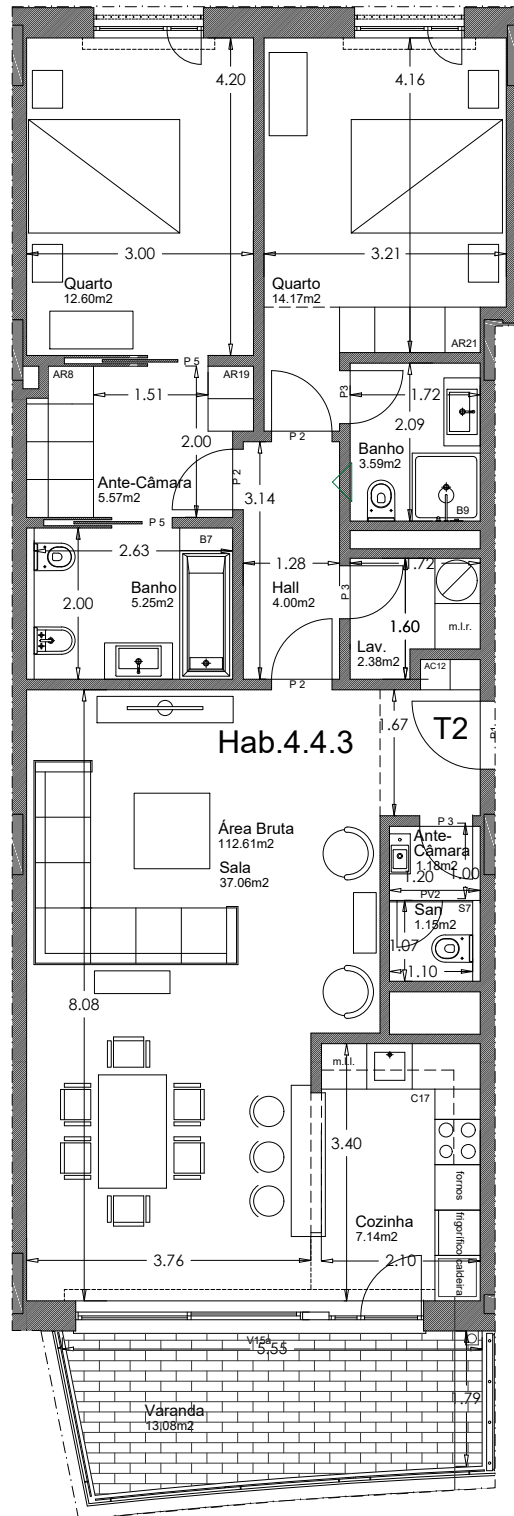 4.20
4.16
3.00
3.21
Quarto
12.60m2
Quarto
14.17m2
AR21
P 5
AR8
AR19
1.51
P3
1.72
2.09
2.00
P 2
P 2
Banho
3.59m2
Ante-Câmara
5.57m2
3.14
B9
P 5
B7
2.63
2.00
Banho
5.25m2
1.28
Hall
4.00m2
P 3
1.72
1.60
m.l.r.
Lav.
2.38m2
AC12
P 2
1.67
T2
P1
Hab.4.4.3
Área Bruta
112.61m2
Sala
37.06m2
P 3
Ante-
Câmara
1.18m2
1.00
1.20
PV2
S7
San
1.15m2
1.07
1.10
8.08
m.l.l.
C17
3.40
fornos
frigorífico
caldeira
Cozinha
7.14m2
3.76
2.10
V15a
5.55
1.79
Varanda
13.08m2